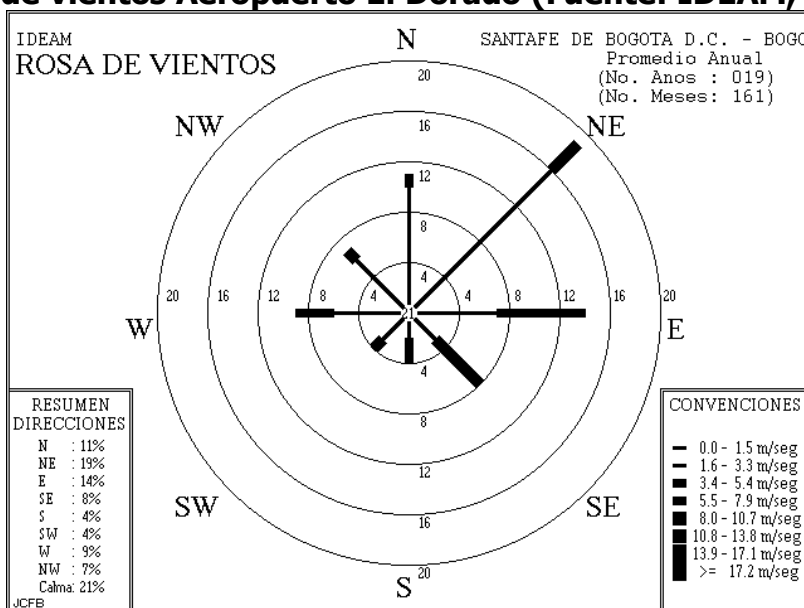 de vientos Aeropuerto El Dorado (Fuente: IDEAM)
IDEAM
ROSA DE VIENTOS
SANTAFE DE BOGOTA D.C. - BOGO
Promedio Anual
(No. Anos : 019)
(No. Meses: 161)
N
NW
NE
W
E
SW
SE
S
20
16
12
8
4
20 16 12 8 4 21 4 8 12 16 20
4
8
12
16
20
RESUMEN
DIRECCIONES
N : 11%
NE : 19%
E : 14%
SE : 8%
S : 4%
SW : 4%
W : 9%
NW : 7%
Calma: 21%
JCFB
CONVENCIONES
0.0 - 1.5 m/seg
1.6 - 3.3 m/seg
3.4 - 5.4 m/seg
5.5 - 7.9 m/seg
8.0 - 10.7 m/seg
10.8 - 13.8 m/seg
13.9 - 17.1 m/seg
>= 17.2 m/seg